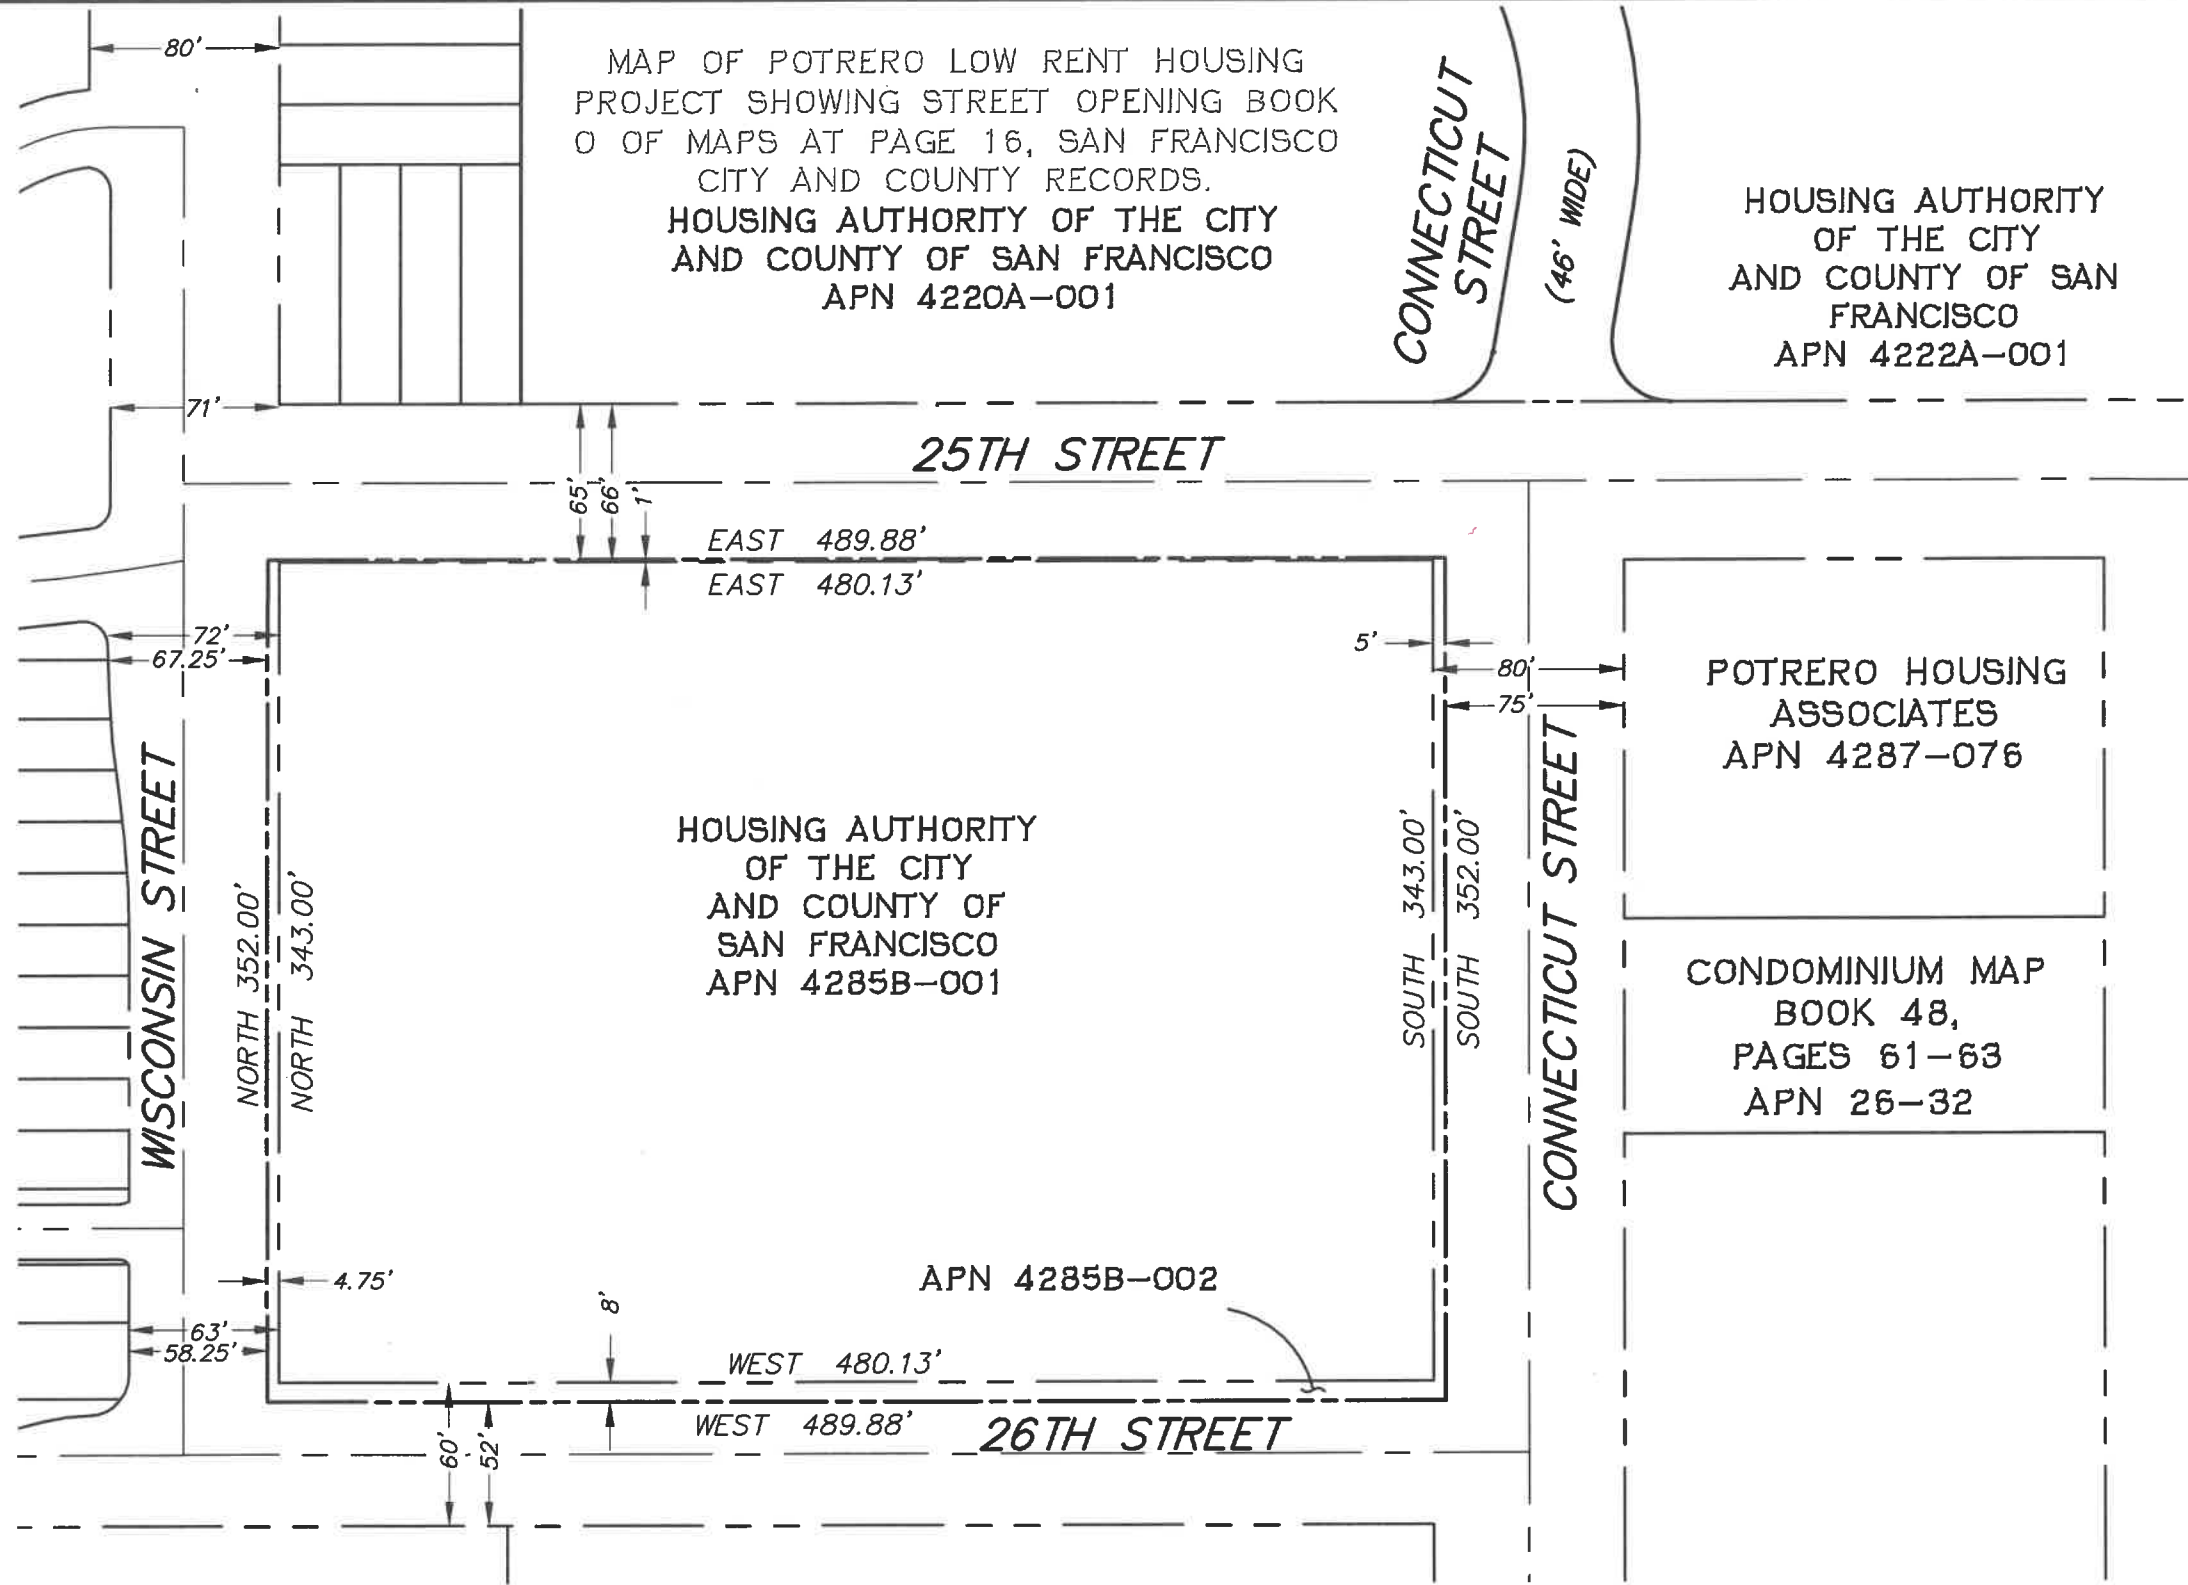 80'
MAP OF POTRERO LOW RENT HOUSING
PROJECT SHOWING STREET OPENING BOOK
O OF MAPS AT PAGE 16, SAN FRANCISCO
CITY AND COUNTY RECORDS.
HOUSING AUTHORITY OF THE CITY
AND COUNTY OF SAN FRANCISCO
APN 4220A-001
CONNECTICUT
STREET
(46' WIDE)
HOUSING AUTHORITY
OF THE CITY
AND COUNTY OF SAN
FRANCISCO
APN 4222A-001
71'
25TH STREET
65'
66'
1'
EAST 489.88'
EAST 480.13'
72'
67.25'
5'
80'
75'
POTRERO HOUSING
ASSOCIATES
APN 4287-076
WISCONSIN STREET
NORTH 352.00'
NORTH 343.00'
HOUSING AUTHORITY
OF THE CITY
AND COUNTY OF
SAN FRANCISCO
APN 4285B-001
SOUTH 343.00'
SOUTH 352.00'
CONNECTICUT STREET
CONDOMINIUM MAP
BOOK 48,
PAGES 61-63
APN 26-32
4.75'
8'
APN 4285B-002
63'
58.25'
WEST 480.13'
WEST 489.88'
26TH STREET
60'
52'